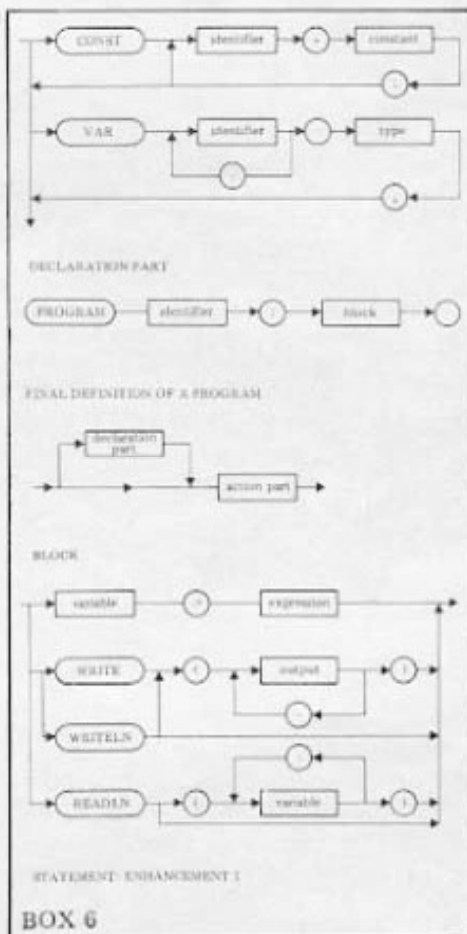 CONST identifier = constant
;
VAR identifier : type
,
;
DECLARATION PART
PROGRAM identifier ; block
FINAL DEFINITION OF A PROGRAM
declaration
part
action part
BLOCK
variable expression
WRITE ( output )
,
WRITELN
,
READLN ( variable )
STATEMENT: ENHANCEMENT 1
BOX 6